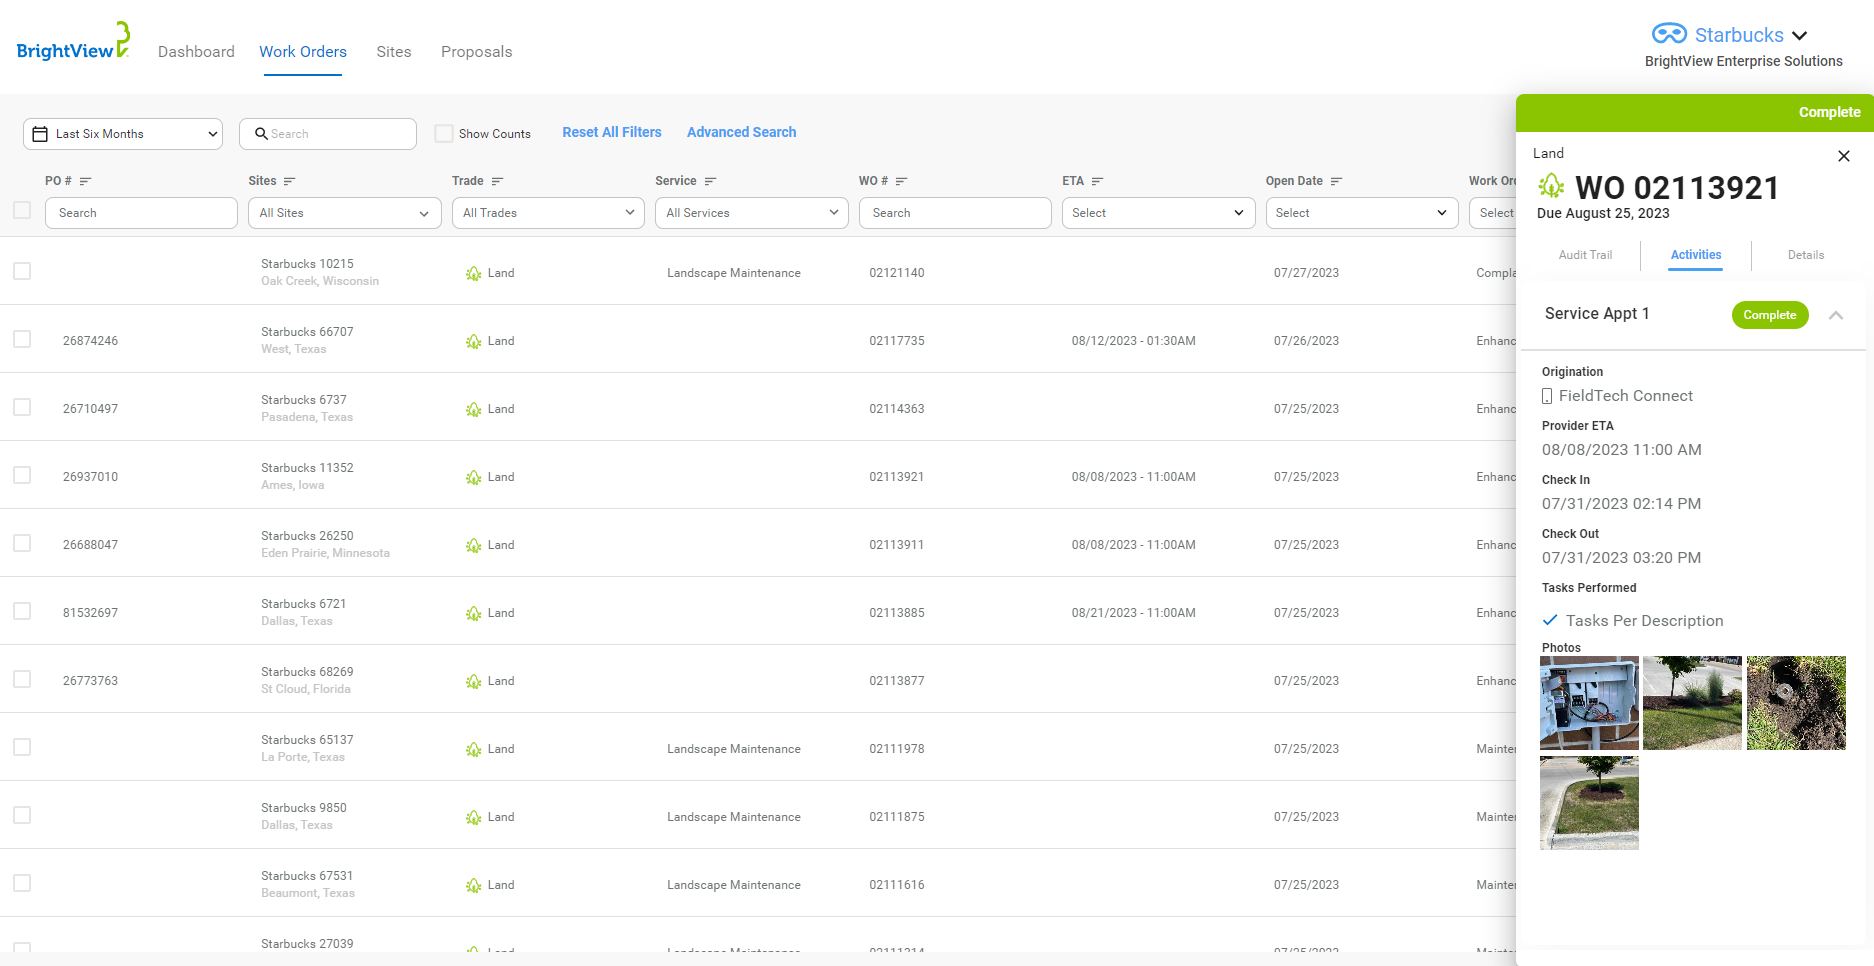 BrightView
Dashboard
Work Orders
Sites
Proposals
Starbucks
BrightView Enterprise Solutions
Last Six Months
Search
Show Counts
Reset All Filters
Advanced Search
PO # Sites Trade Service WO # ETA Open Date Work Or
Search All Sites All Trades All Services Search Select Select Select
Starbucks 10215
Oak Creek, Wisconsin
Land Landscape Maintenance 02121140 07/27/2023 Compla
26874246
Starbucks 66707
West, Texas
Land 02117735 08/12/2023 - 01:30AM 07/26/2023 Enhanc
26710497
Starbucks 6737
Pasadena, Texas
Land 02114363 07/25/2023 Enhanc
26937010
Starbucks 11352
Ames, Iowa
Land 02113921 08/08/2023 - 11:00AM 07/25/2023 Enhanc
26688047
Starbucks 26250
Eden Prairie, Minnesota
Land 02113911 08/08/2023 - 11:00AM 07/25/2023 Enhanc
81532697
Starbucks 6721
Dallas, Texas
Land 02113885 08/21/2023 - 11:00AM 07/25/2023 Enhanc
26773763
Starbucks 68269
St Cloud, Florida
Land 02113877 07/25/2023 Enhanc
Starbucks 65137
La Porte, Texas
Land Landscape Maintenance 02111978 07/25/2023 Mainte
Starbucks 9850
Dallas, Texas
Land Landscape Maintenance 02111875 07/25/2023 Mainte
Starbucks 67531
Beaumont, Texas
Land Landscape Maintenance 02111616 07/25/2023 Mainte
Starbucks 27039
Land Landscape Maintenance 02111314 07/25/2023 Mainte
Complete
Land
WO 02113921
Due August 25, 2023
Audit Trail
Activities
Details
Service Appt 1
Complete
Origination
FieldTech Connect
Provider ETA
08/08/2023 11:00 AM
Check In
07/31/2023 02:14 PM
Check Out
07/31/2023 03:20 PM
Tasks Performed
Tasks Per Description
Photos